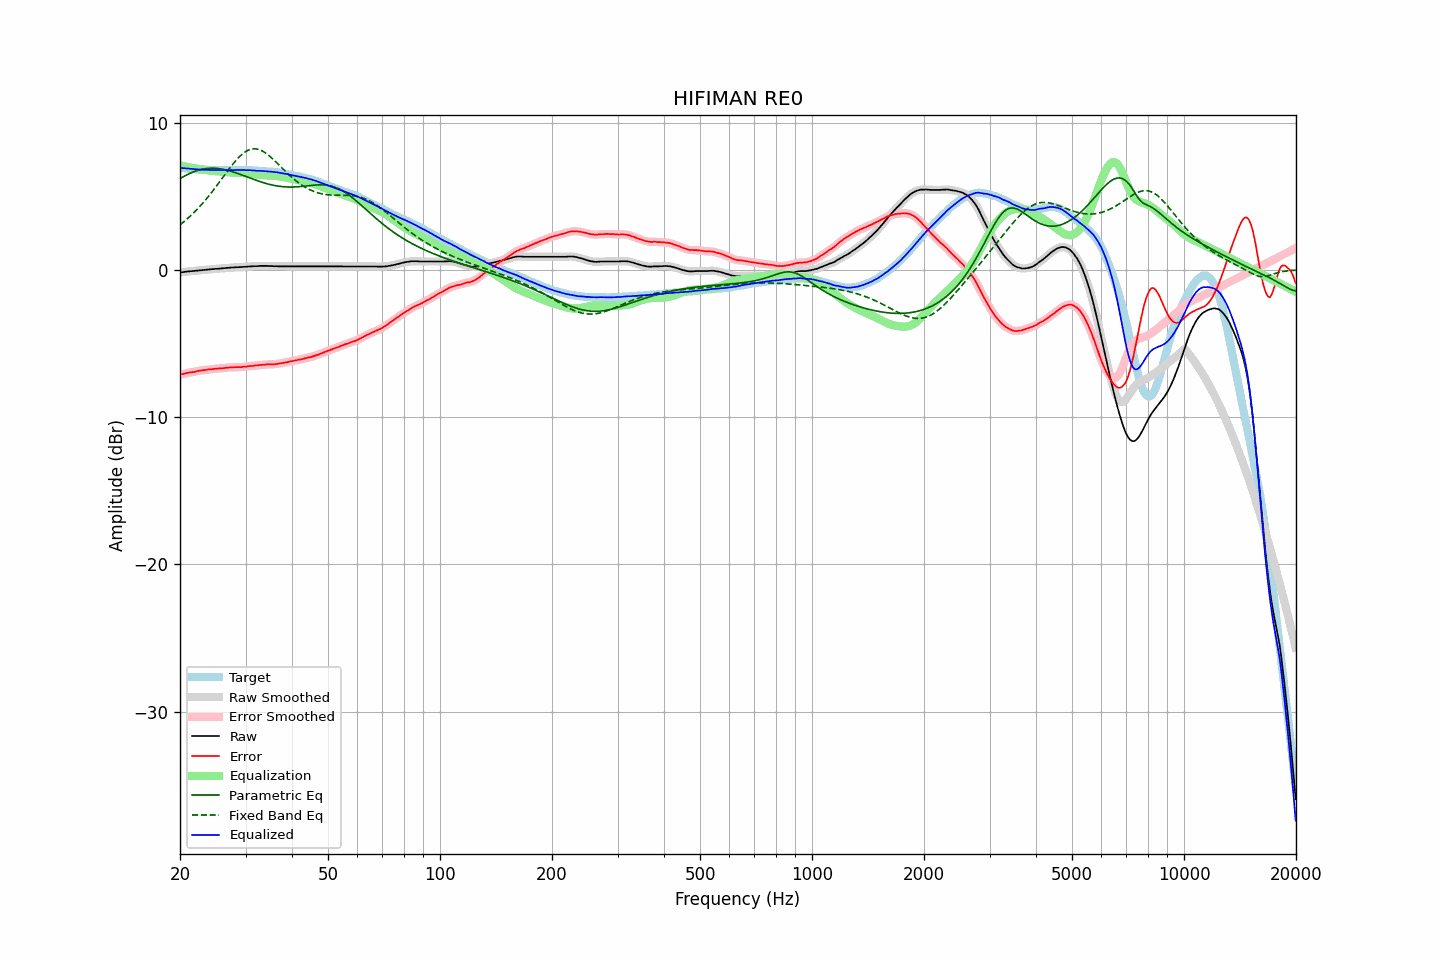 HIFIMAN RE0
10
0
−10
−20
−30
Amplitude (dBr)
Target
Raw Smoothed
Error Smoothed
Raw
Error
Equalization
Parametric Eq
Fixed Band Eq
Equalized
20
50
100
200
500
1000
2000
5000
10000
20000
Frequency (Hz)